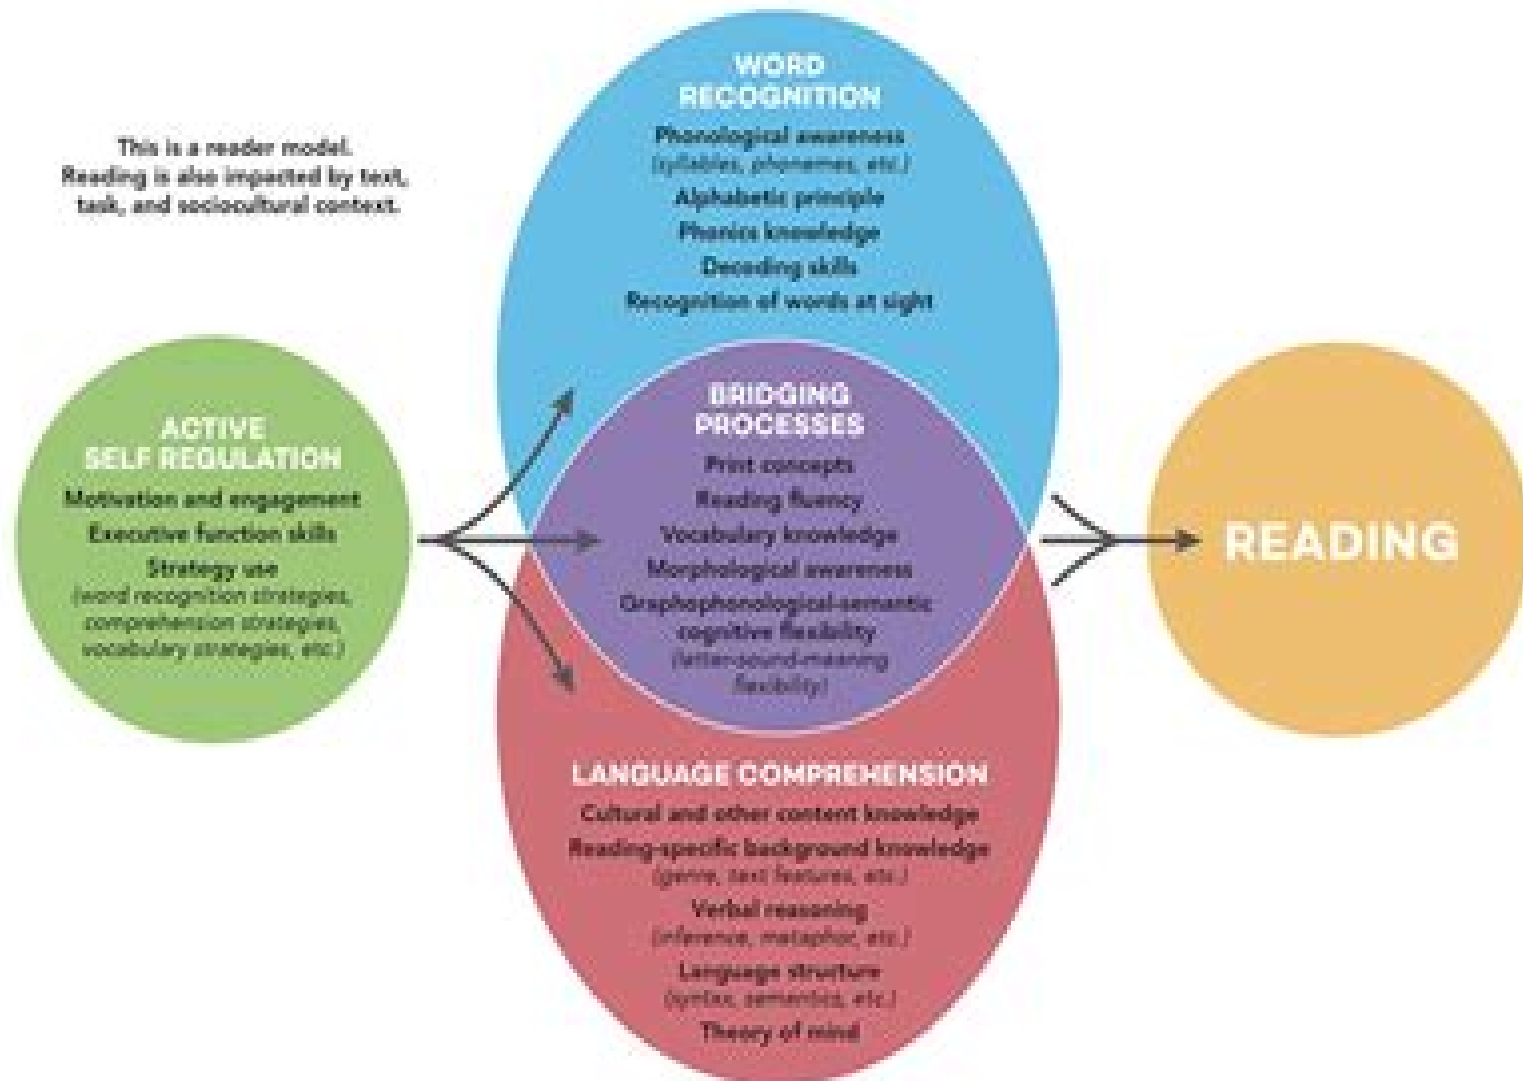 This is a reader model.
Reading is also impacted by text,
task, and sociocultural context.
ACTIVE
SELF REGULATION
Motivation and engagement
Executive function skills
Strategy use
(word recognition strategies,
comprehension strategies,
vocabulary strategies, etc.)
WORD
RECOGNITION
Phonological awareness
(syllables, phonemes, etc.)
Alphabetic principle
Phonics knowledge
Decoding skills
Recognition of words at sight
BRIDGING
PROCESSES
Print concepts
Reading fluency
Vocabulary knowledge
Morphological awareness
Graphophonological-semantic
cognitive flexibility
(letter-sound-meaning
flexibility)
LANGUAGE COMPREHENSION
Cultural and other content knowledge
Reading-specific background knowledge
(genre, text features, etc.)
Verbal reasoning
(inference, metaphor, etc.)
Language structure
(syntax, semantics, etc.)
Theory of mind
READING